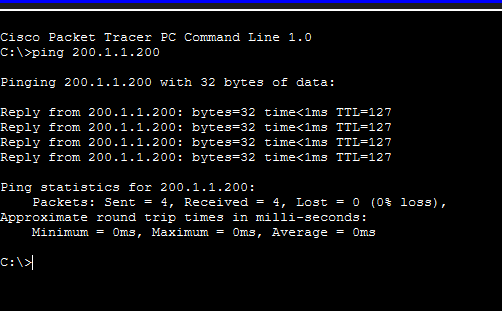 Cisco Packet Tracer PC Command Line 1.0
C:\>ping 200.1.1.200
Pinging 200.1.1.200 with 32 bytes of data:
Reply from 200.1.1.200: bytes=32 time<1ms TTL=127
Reply from 200.1.1.200: bytes=32 time<1ms TTL=127
Reply from 200.1.1.200: bytes=32 time<1ms TTL=127
Reply from 200.1.1.200: bytes=32 time<1ms TTL=127
Ping statistics for 200.1.1.200:
    Packets: Sent = 4, Received = 4, Lost = 0 (0% loss),
Approximate round trip times in milli-seconds:
    Minimum = 0ms, Maximum = 0ms, Average = 0ms
C:\>